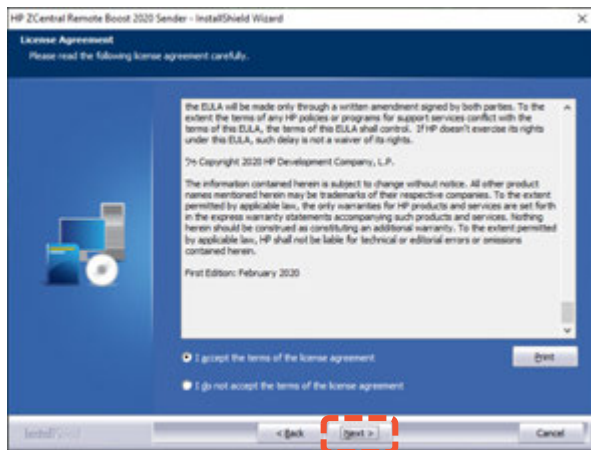 HP ZCentral Remote Boost 2020 Sender - InstallShield Wizard
License Agreement
Please read the following license agreement carefully.
the EULA will be made only through a written amendment signed by both parties. To the
extent the terms of any HP policies or programs for support services conflict with the
terms of this EULA, the terms of this EULA shall control. If HP doesn't exercise its rights
under this EULA, such delay is not a waiver of its rights.
Copyright 2020 HP Development Company, L.P.
The information contained herein is subject to change without notice. All other product
names mentioned herein may be trademarks of their respective companies. To the extent
permitted by applicable law, the only warranties for HP products and services are set forth
in the express warranty statements accompanying such products and services. Nothing
herein should be construed as constituting an additional warranty. To the extent permitted
by applicable law, HP shall not be liable for technical or editorial errors or omissions
contained herein.
First Edition: February 2020
I accept the terms of the license agreement
Print
I do not accept the terms of the license agreement
InstallShield
< Back
Next >
Cancel